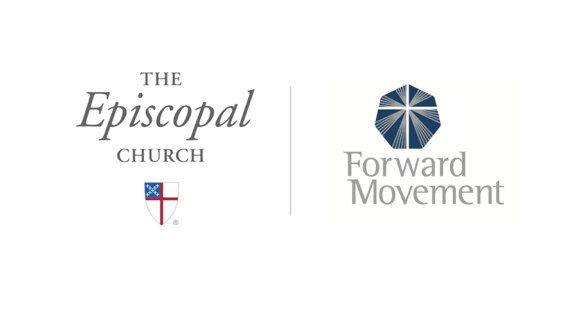 THE
Episcopal
CHURCH
®
Forward
Movement